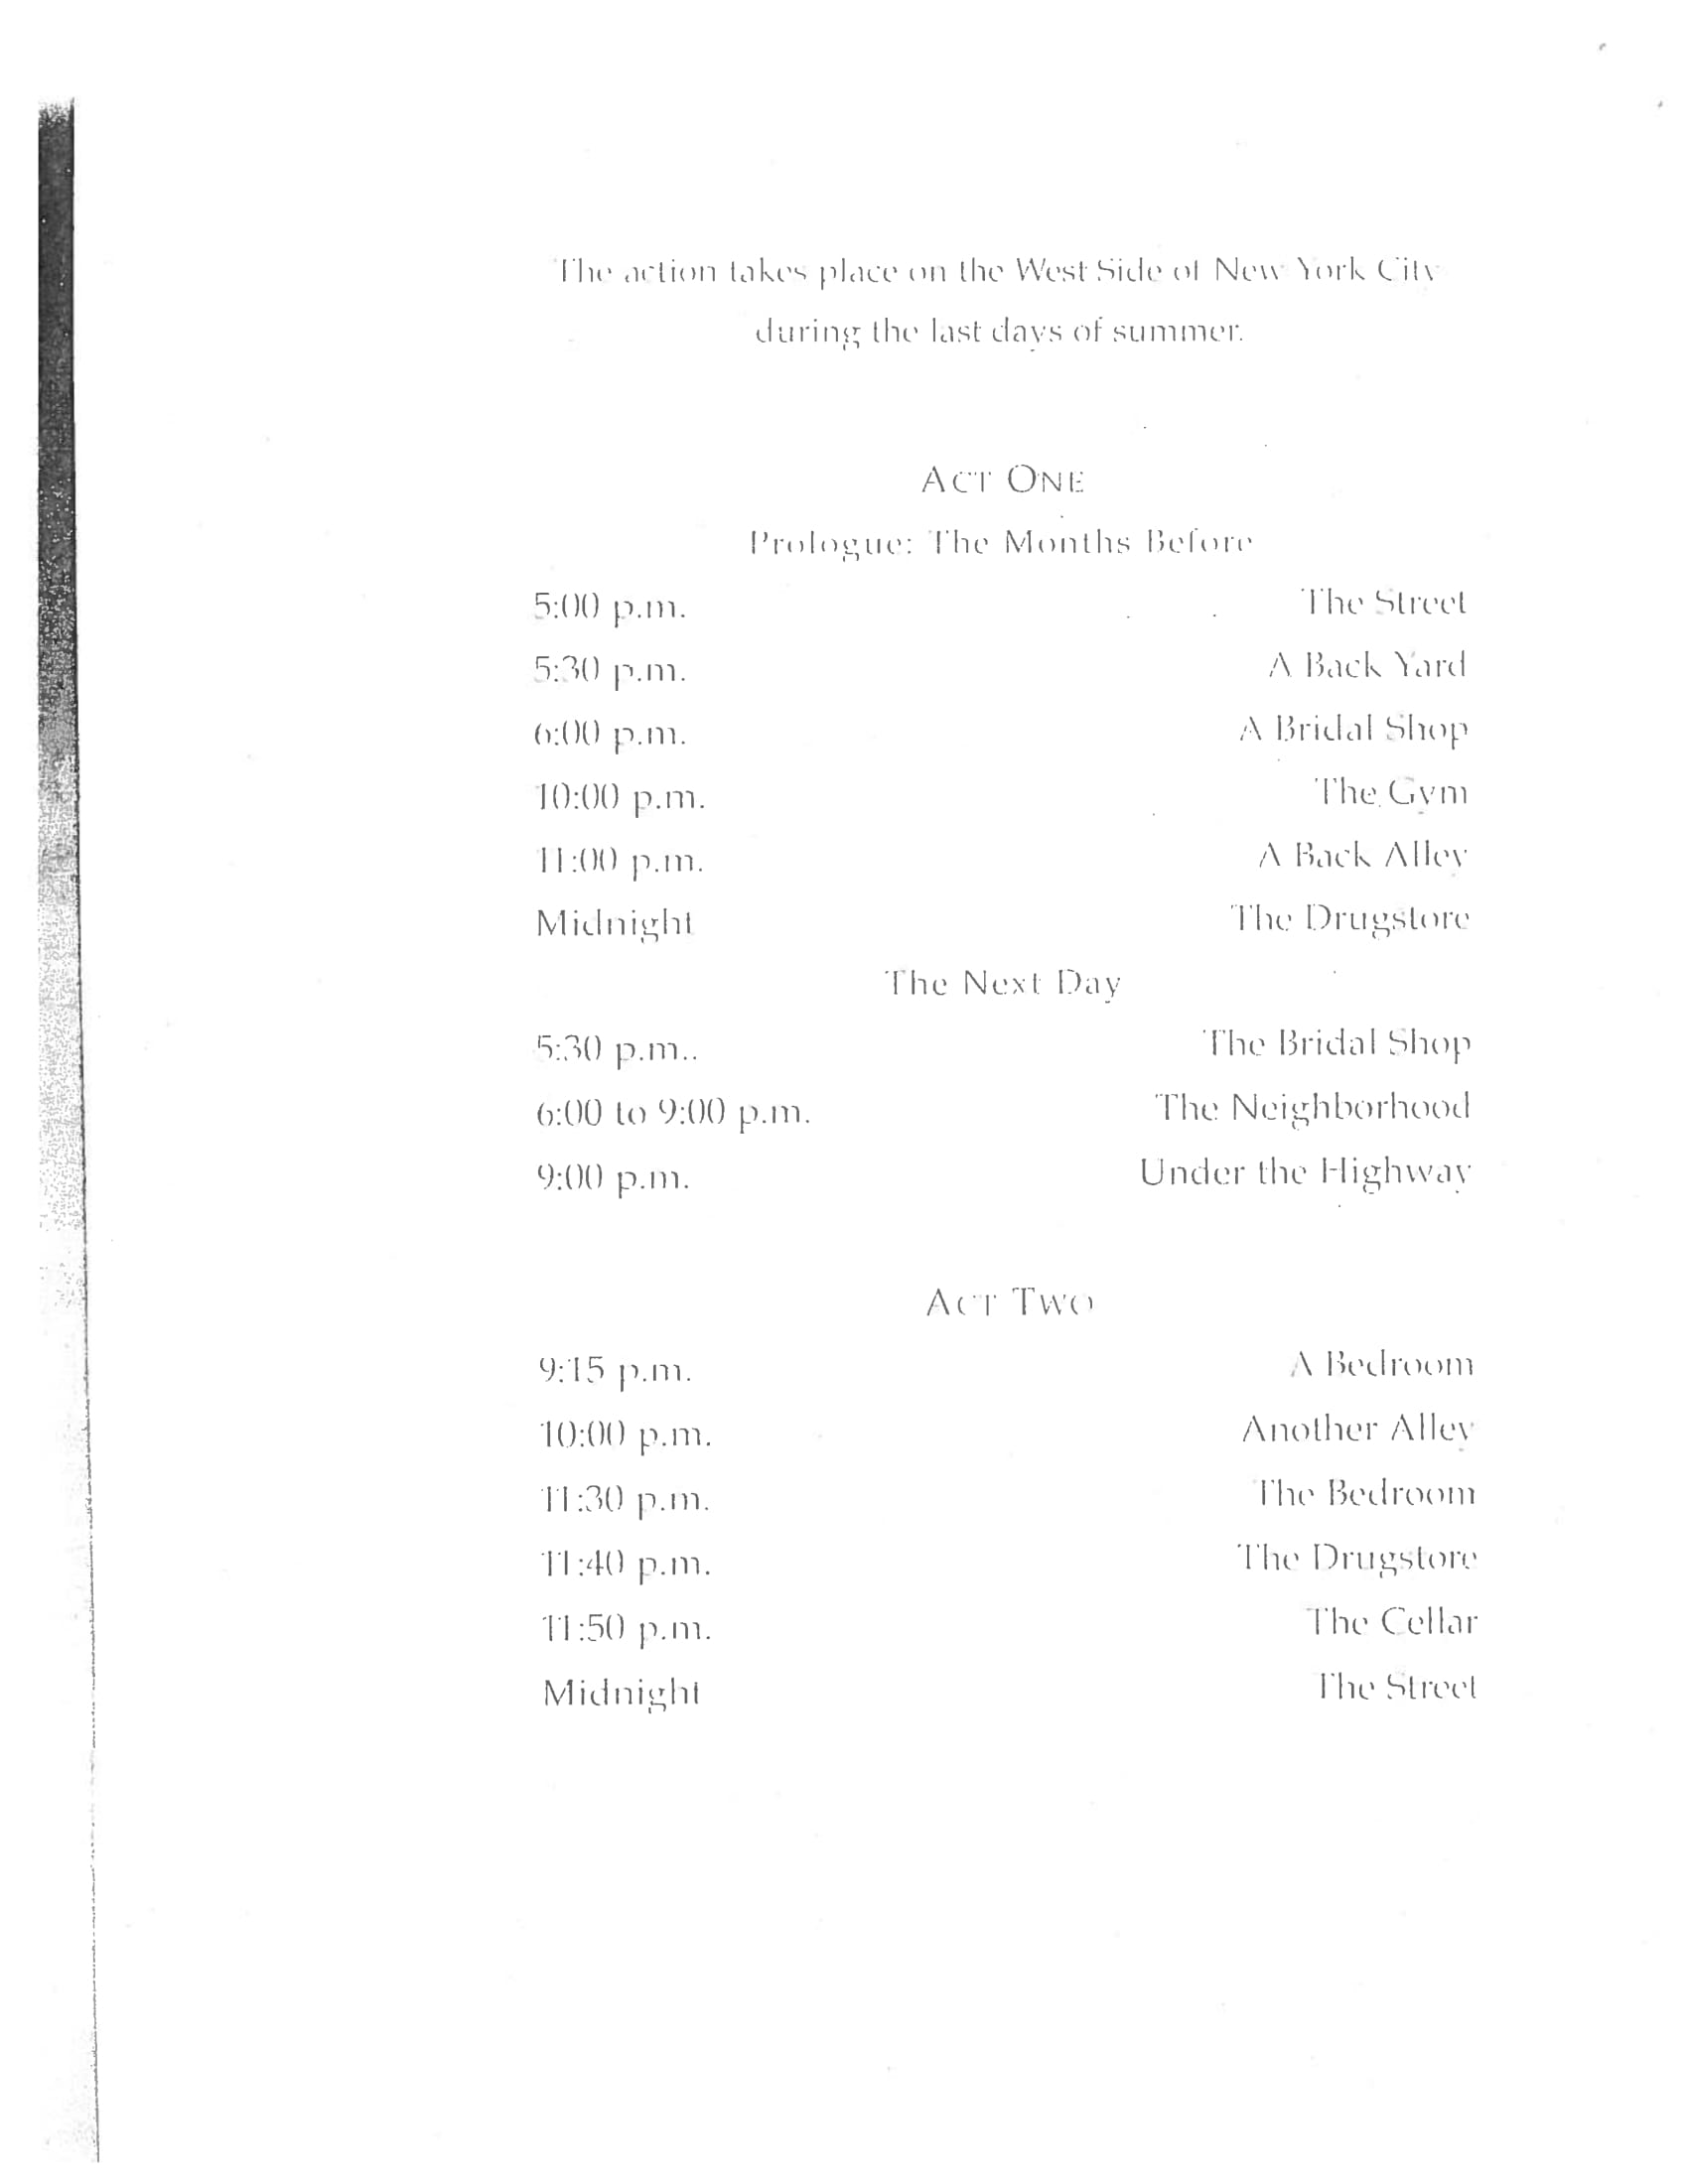 The action takes place on the West Side of New York City
during the last days of summer.
ACT ONE
Prologue: The Months Before
5:00 p.m. The Street
5:30 p.m. A Back Yard
6:00 p.m. A Bridal Shop
10:00 p.m. The Gym
11:00 p.m. A Back Alley
Midnight The Drugstore
The Next Day
5:30 p.m.. The Bridal Shop
6:00 to 9:00 p.m. The Neighborhood
9:00 p.m. Under the Highway
ACT TWO
9:15 p.m. A Bedroom
10:00 p.m. Another Alley
11:30 p.m. The Bedroom
11:40 p.m. The Drugstore
11:50 p.m. The Cellar
Midnight The Street